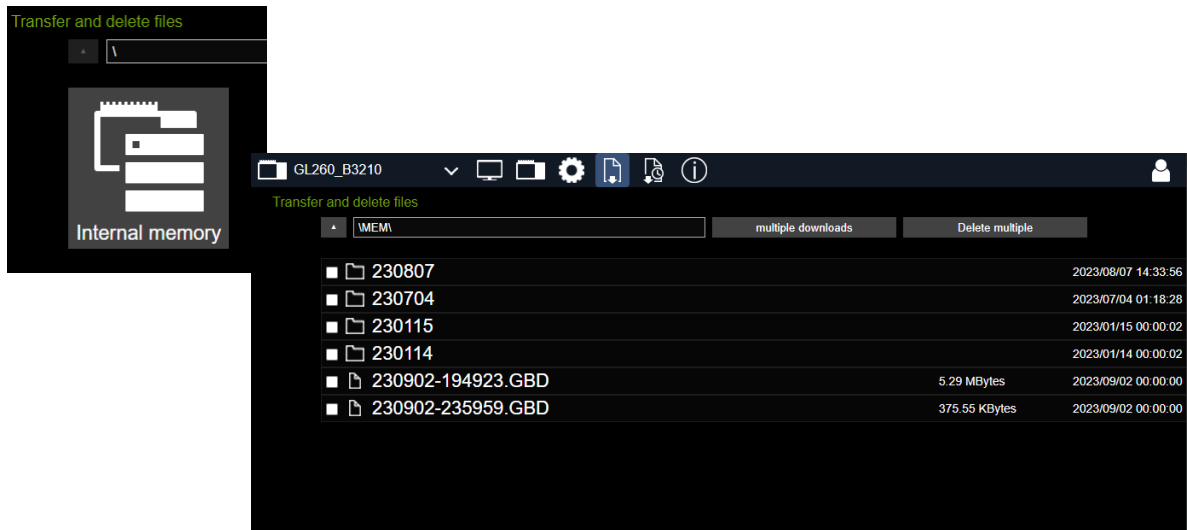 Transfer and delete files
\
Internal memory
GL260_B3210
Transfer and delete files
\MEM\ multiple downloads Delete multiple
230807 2023/08/07 14:33:56
230704 2023/07/04 01:18:28
230115 2023/01/15 00:00:02
230114 2023/01/14 00:00:02
230902-194923.GBD 5.29 MBytes 2023/09/02 00:00:00
230902-235959.GBD 375.55 KBytes 2023/09/02 00:00:00